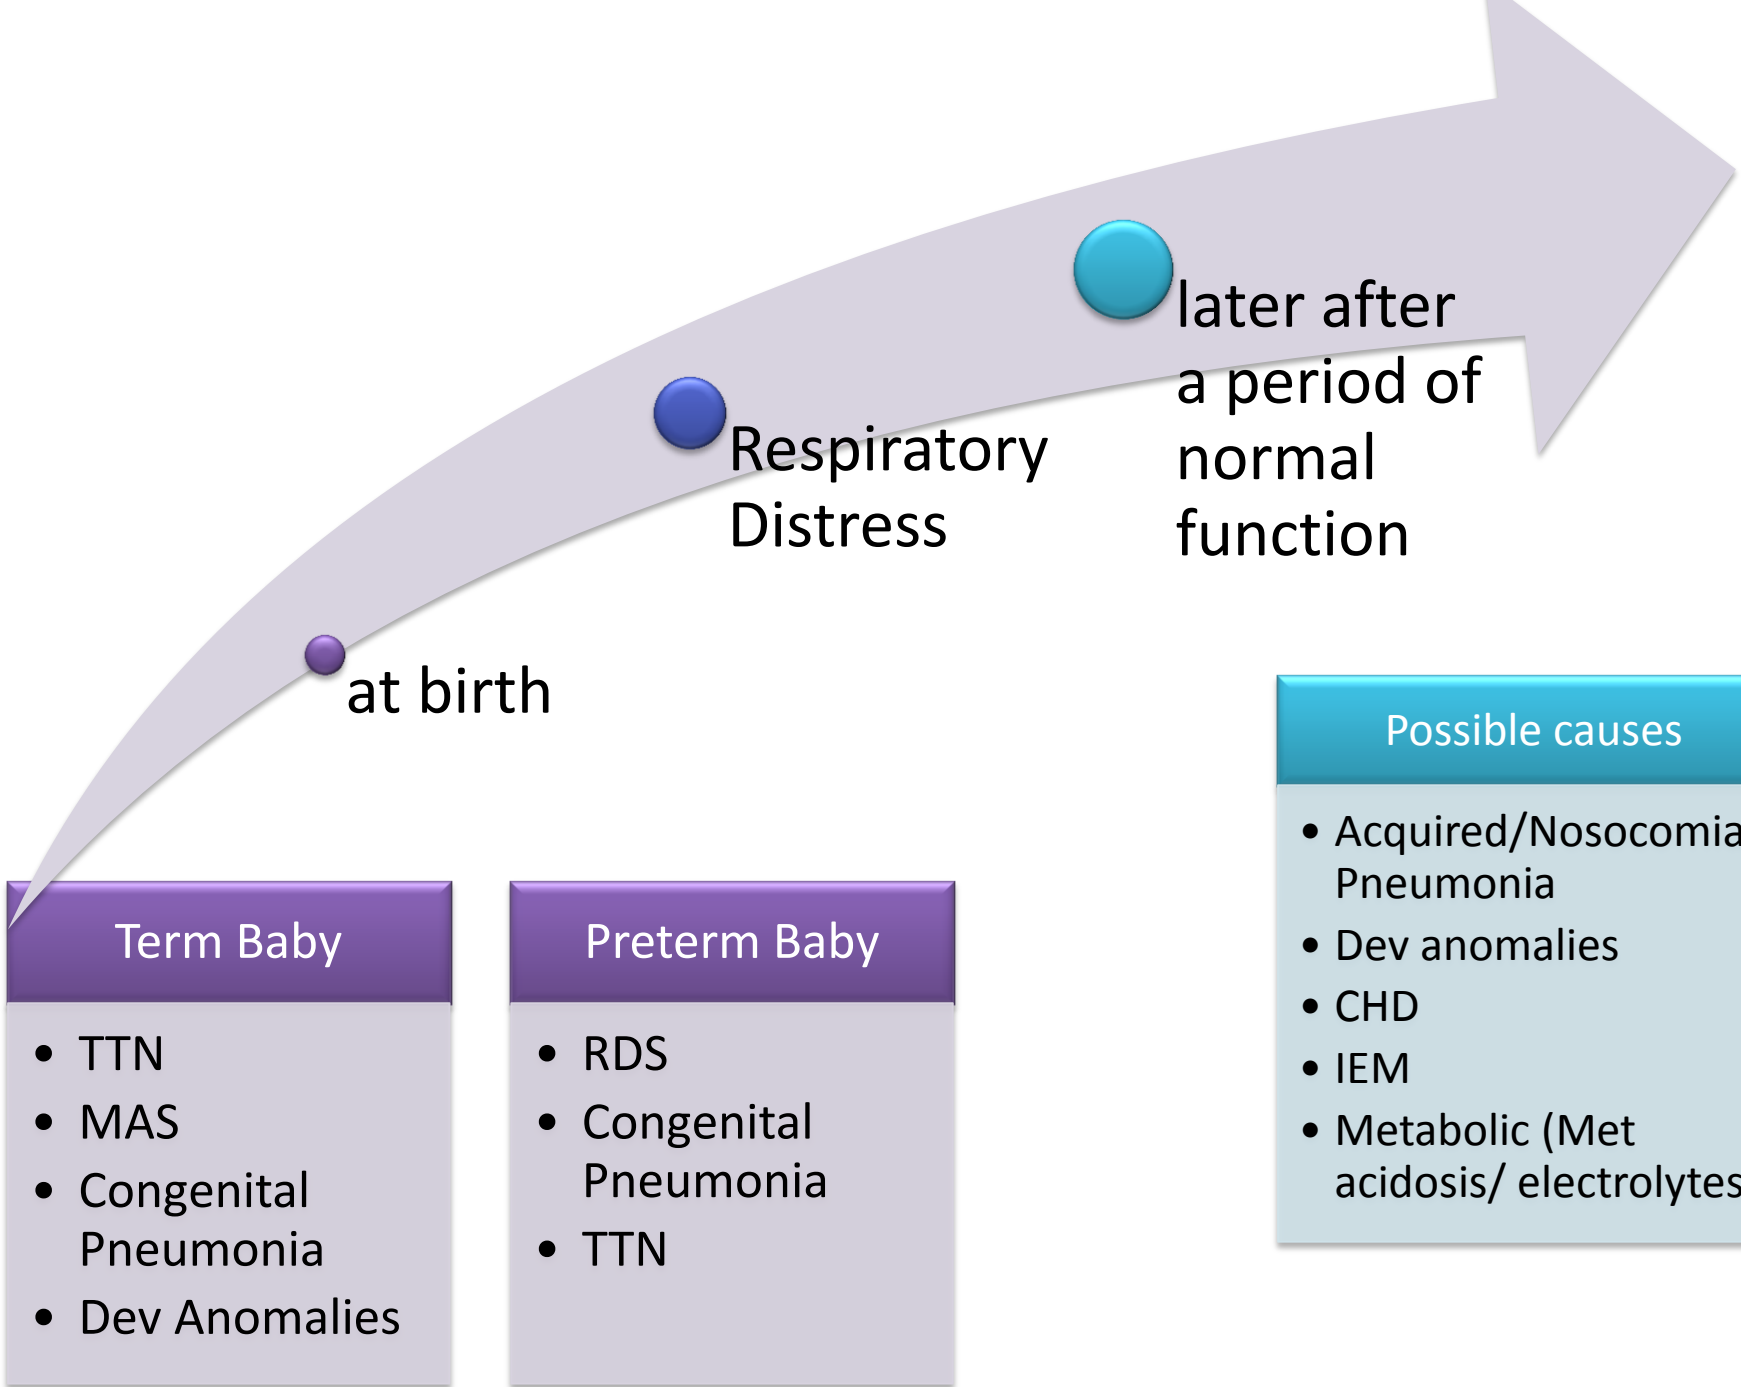 later after
a period of
normal
function
Respiratory
Distress
at birth
Term Baby
• TTN
• MAS
• Congenital
Pneumonia
• Dev Anomalies
Preterm Baby
• RDS
• Congenital
Pneumonia
• TTN
Possible causes
• Acquired/Nosocomia
Pneumonia
• Dev anomalies
• CHD
• IEM
• Metabolic (Met
acidosis/ electrolytes